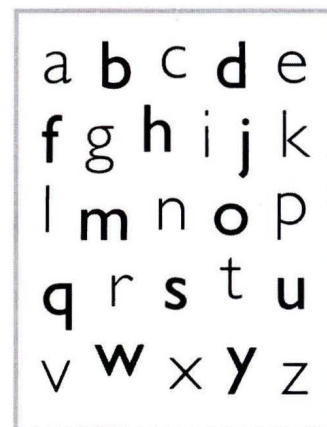 a b c d e
f g h i j k
l m n o p
q r s t u
v w x y z